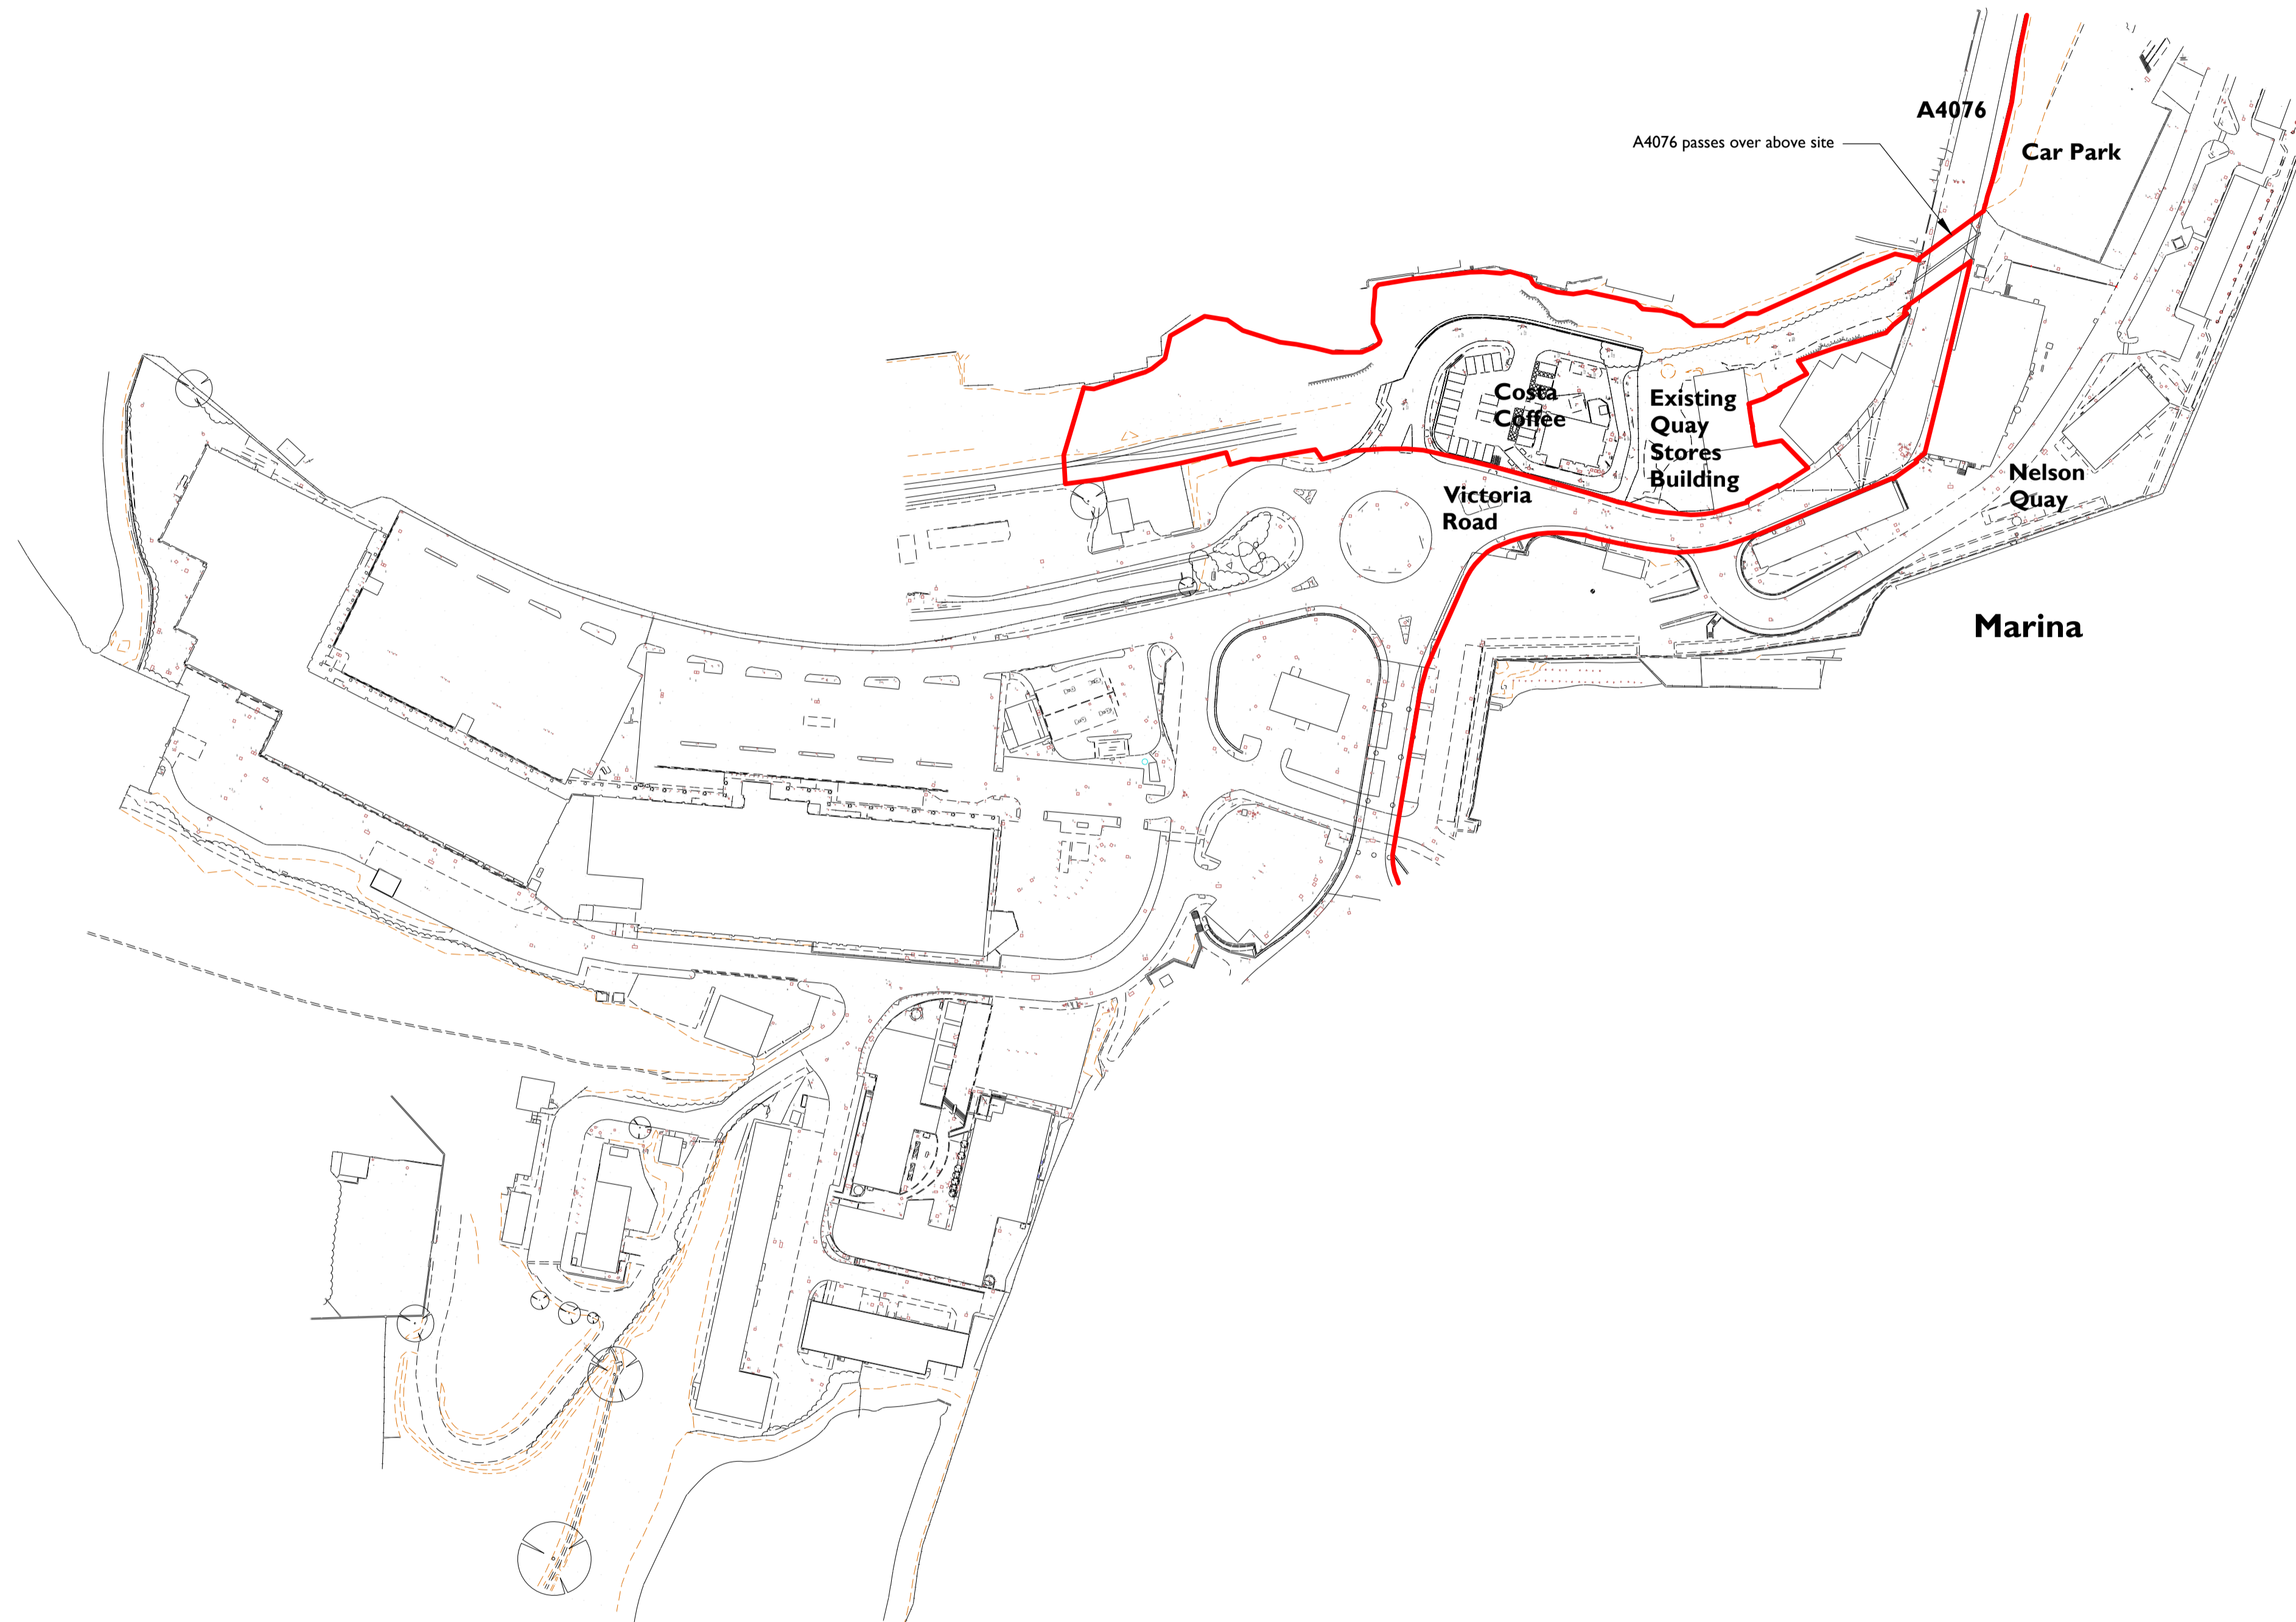 A4076
A4076 passes over above site
Car Park
Costa
Coffee
Existing
Quay
Stores
Building
Nelson
Quay
Victoria
Road
Marina